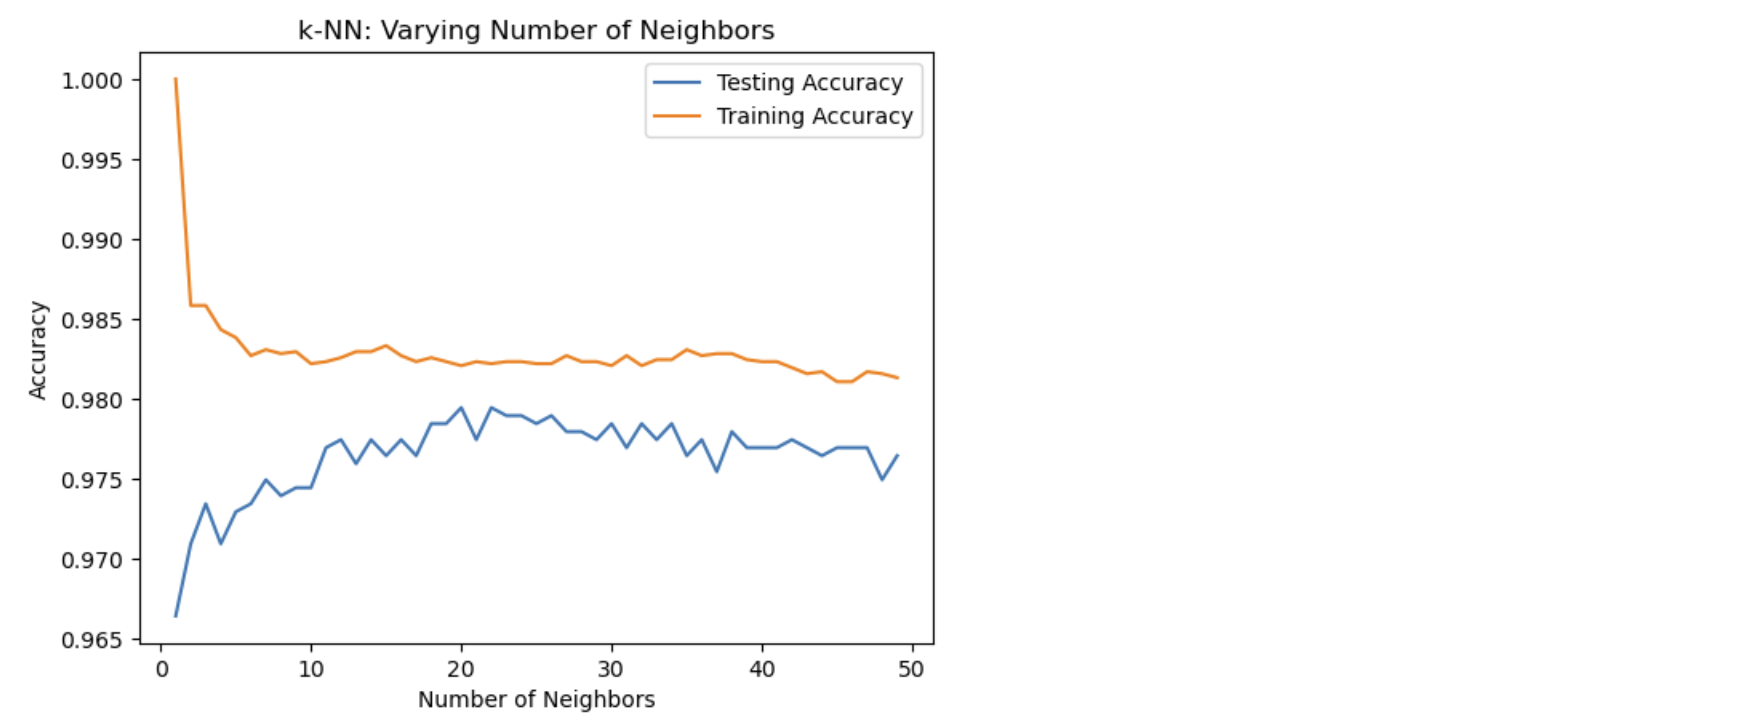 k-NN: Varying Number of Neighbors
Testing Accuracy
Training Accuracy
1.000
0.995
0.990
0.985
0.980
0.975
0.970
0.965
Accuracy
0 10 20 30 40 50
Number of Neighbors